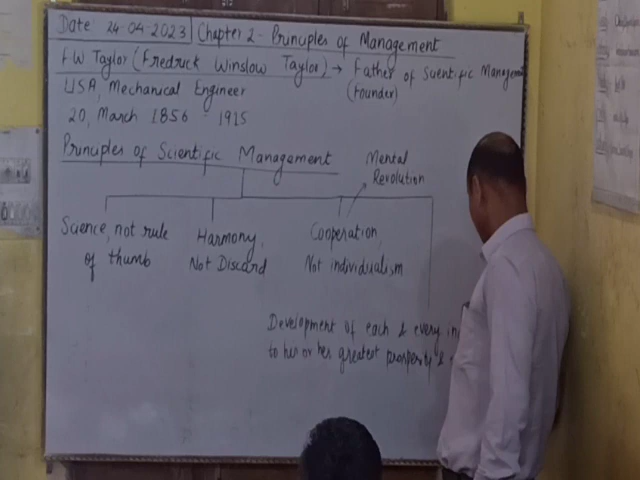 Date 24-04-2023 Chapter 2 - Principles of Management
F.W Taylor (Fredrick Winslow Taylor) → Father of Scientific Management
(Founder)
USA, Mechanical Engineer
20, March 1856 - 1915
Principles of Scientific Management
Mental
Revolution
Science, not rule
of thumb
Harmony,
Not Discard
Cooperation,
Not individualism
Development of each & every in
to his or her greatest prosperity &